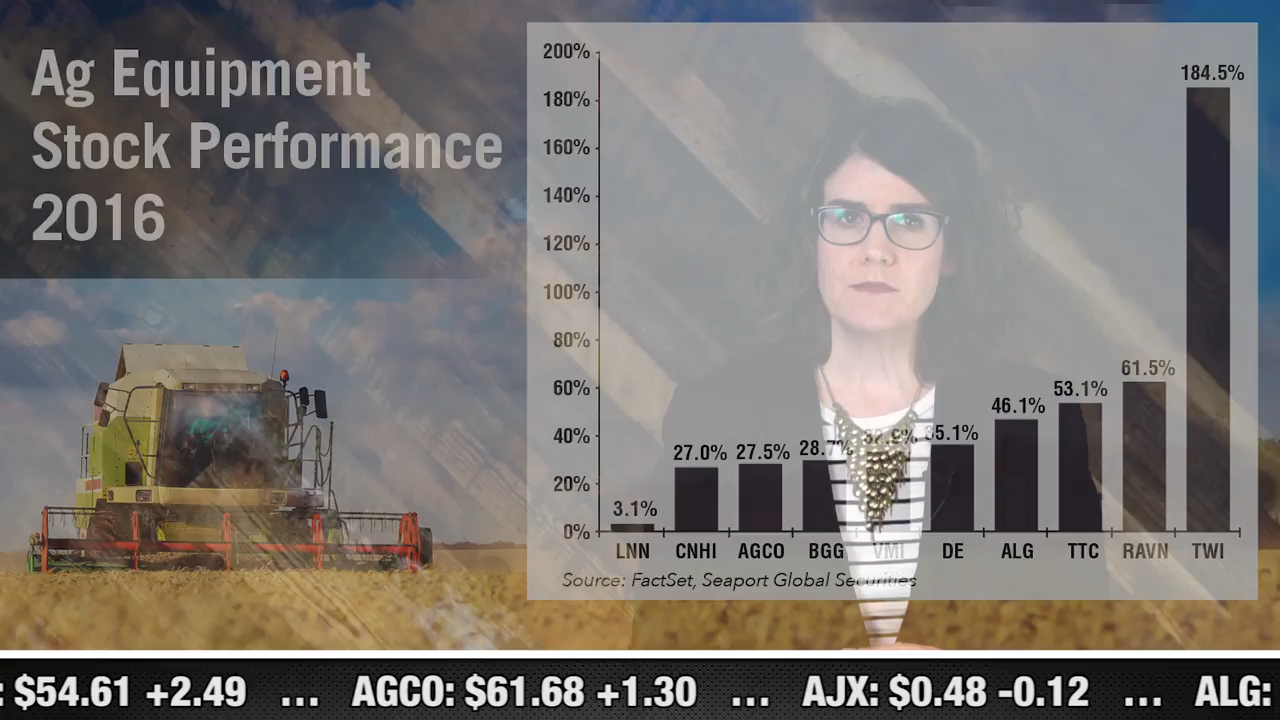 Ag Equipment
Stock Performance
2016
200%
180%
160%
140%
120%
100%
80%
60%
40%
20%
0%
3.1% 27.0% 27.5% 28.7% 35.1% 46.1% 53.1% 61.5% 184.5%
LNN CNHI AGCO BGG VMI DE ALG TTC RAVN TWI
Source: FactSet, Seaport Global Securities
: $54.61 +2.49 ... AGCO: $61.68 +1.30 ... AJX: $0.48 -0.12 ... ALG: